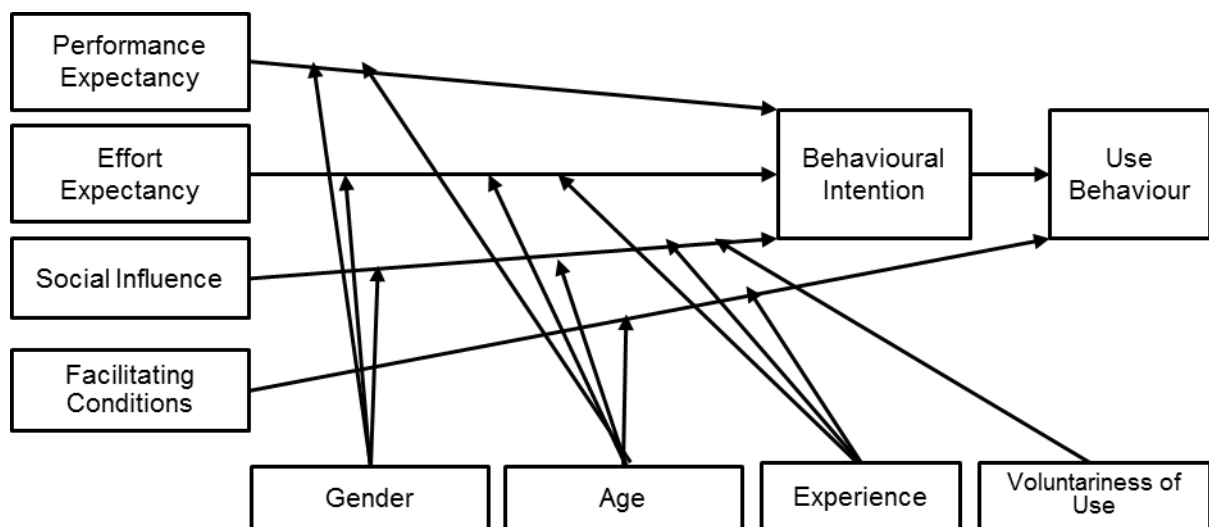 Performance
Expectancy
Effort
Expectancy
Social Influence
Facilitating
Conditions
Behavioural
Intention
Use
Behaviour
Gender
Age
Experience
Voluntariness of
Use